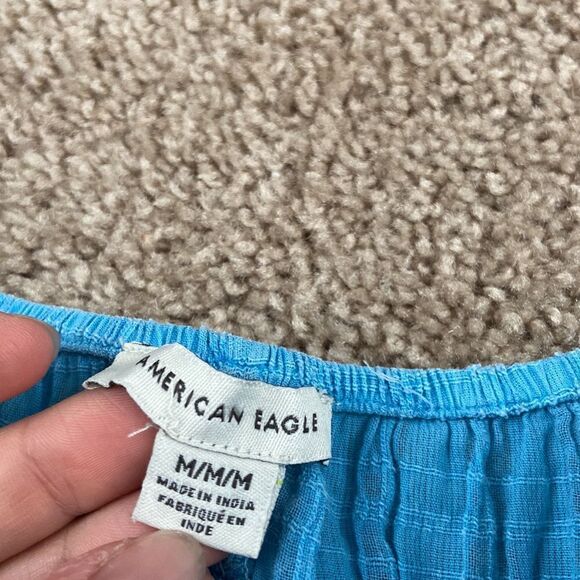 AMERICAN EAGLE
M/M/M
MADE IN INDIA
FABRIQUÉ EN
INDE